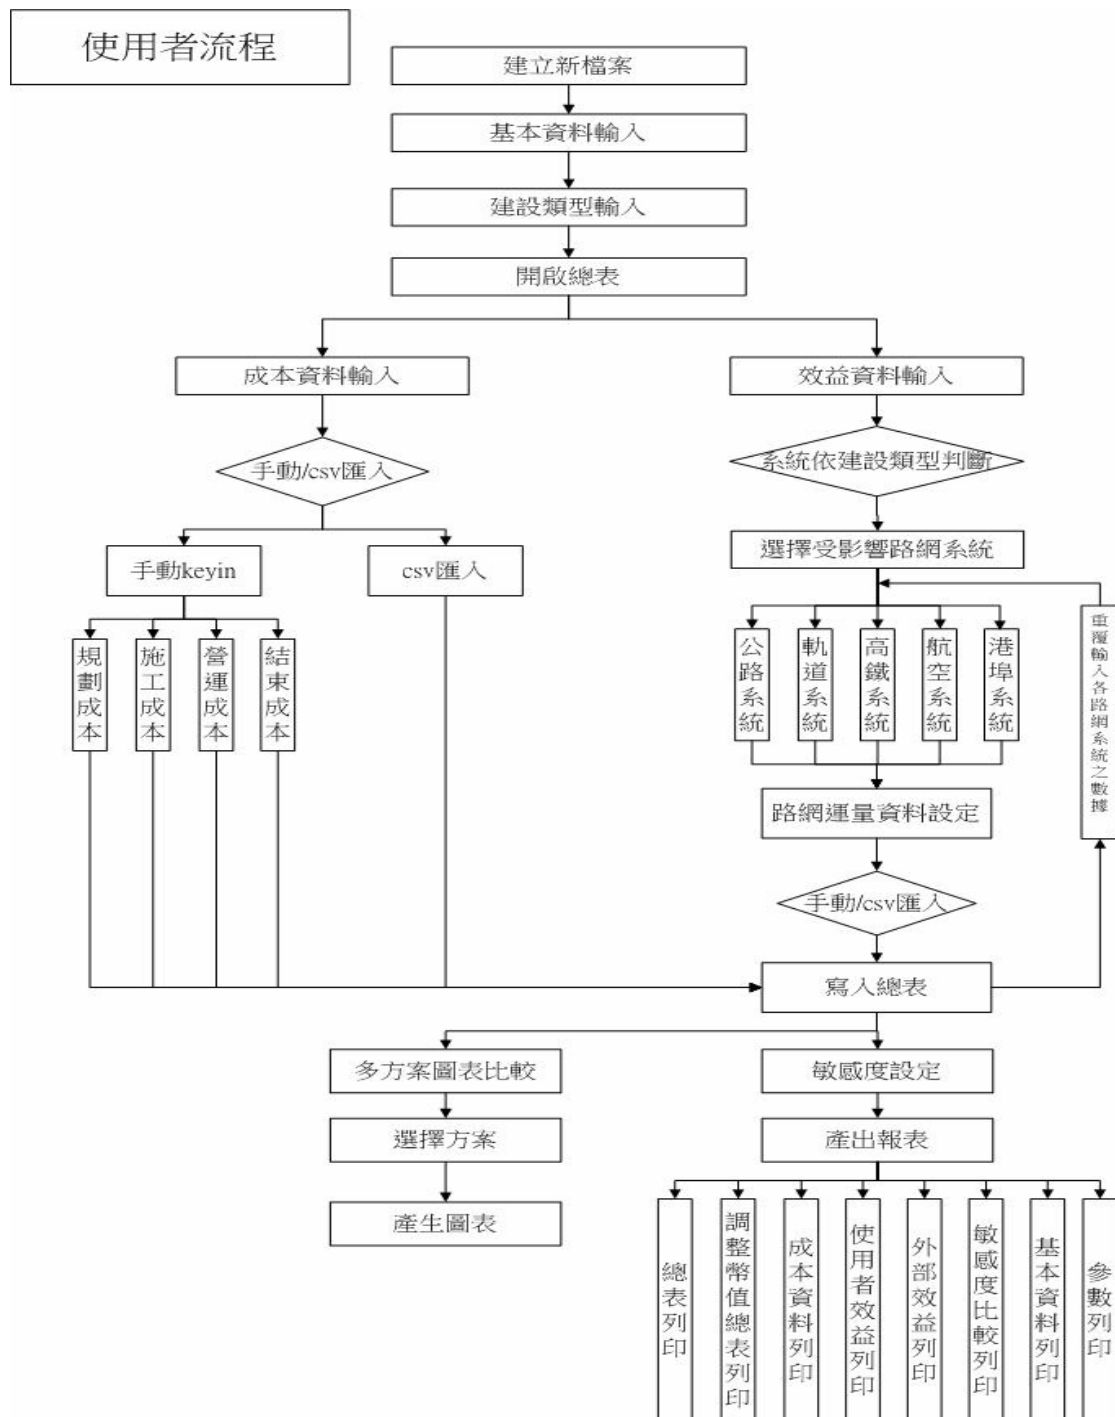 使用者流程
建立新檔案
基本資料輸入
建設類型輸入
開啟總表
成本資料輸入
效益資料輸入
手動/csv匯入
系統依建設類型判斷
手動keyin
csv匯入
選擇受影響路網系統
規劃成本
施工成本
營運成本
結束成本
公路系統
軌道系統
高鐵系統
航空系統
港埠系統
重覆輸入各路網系統之數據
路網運量資料設定
手動/csv匯入
寫入總表
多方案圖表比較
敏感度設定
選擇方案
產出報表
產生圖表
總表列印
調整幣值總表列印
成本資料列印
使用者效益列印
外部效益列印
敏感度比較列印
基本資料列印
參數列印